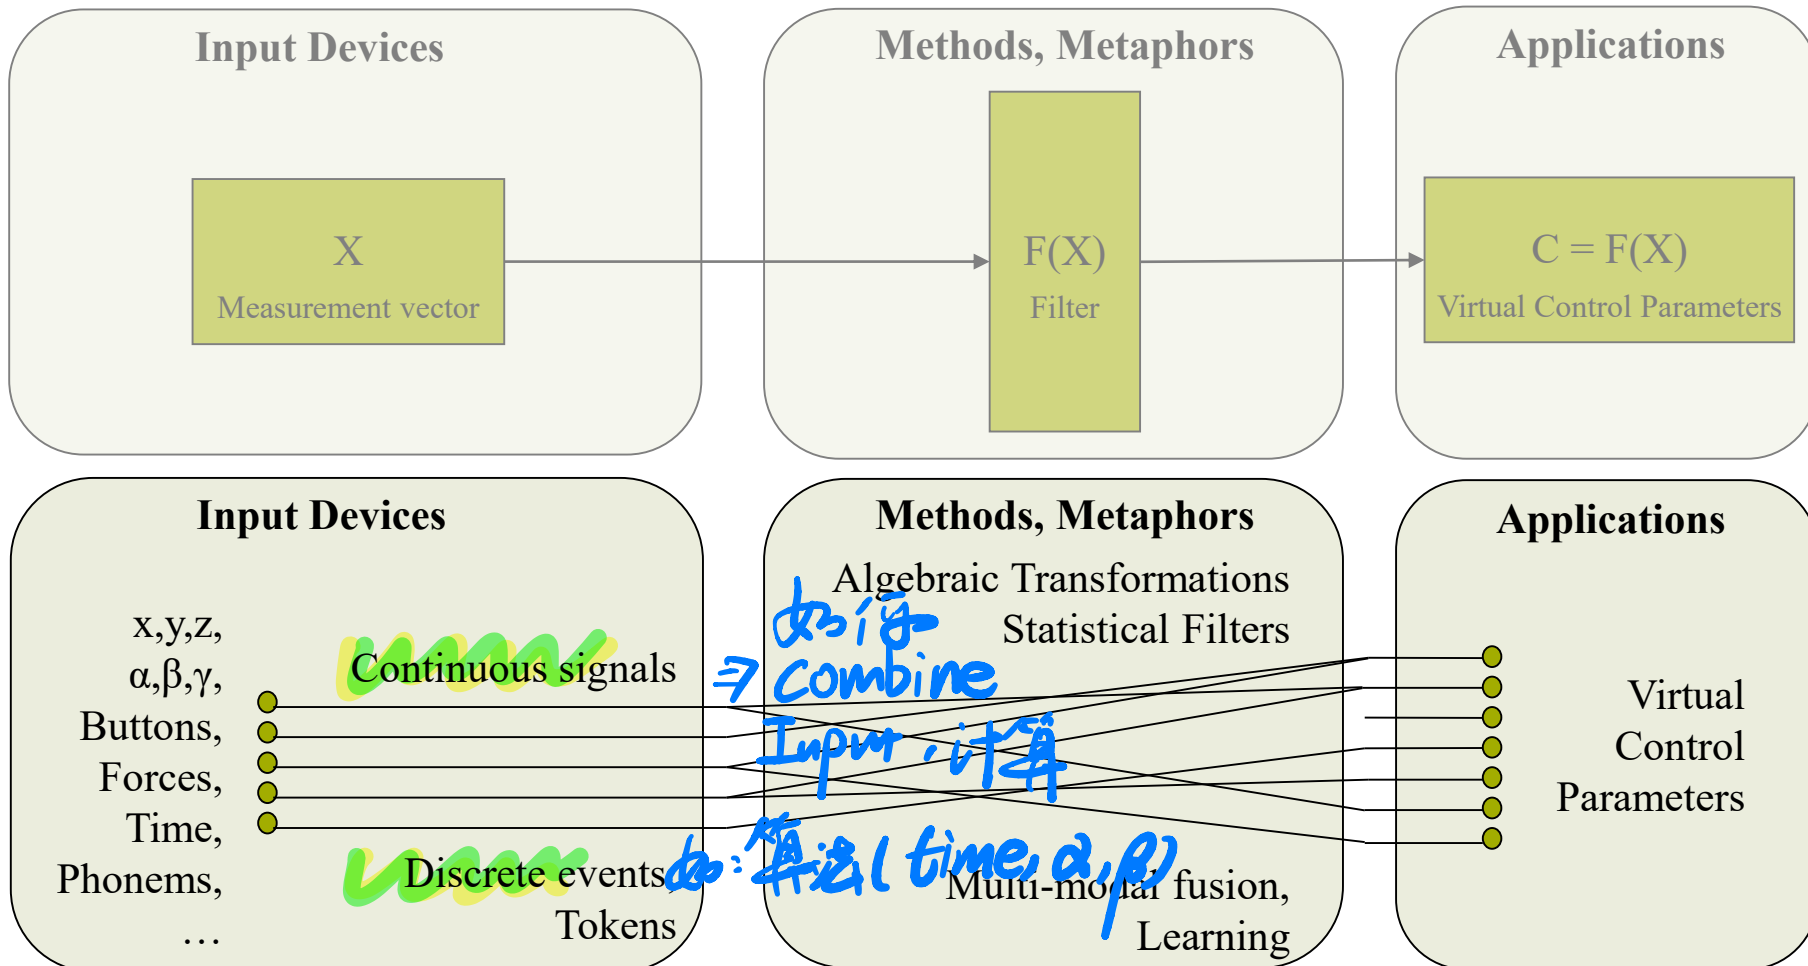 Input Devices
Methods, Metaphors
Applications
X
Measurement vector
F(X)
Filter
C = F(X)
Virtual Control Parameters
Input Devices
x,y,z,
α,β,γ,
Buttons,
Forces,
Time,
Phonems,
…
Continuous signals
Discrete events,
Tokens
Methods, Metaphors
Algebraic Transformations
Statistical Filters
如何
⇒ combine
Input, 计算
如:算法( time, α, β)
Multi-modal fusion,
Learning
Applications
Virtual
Control
Parameters